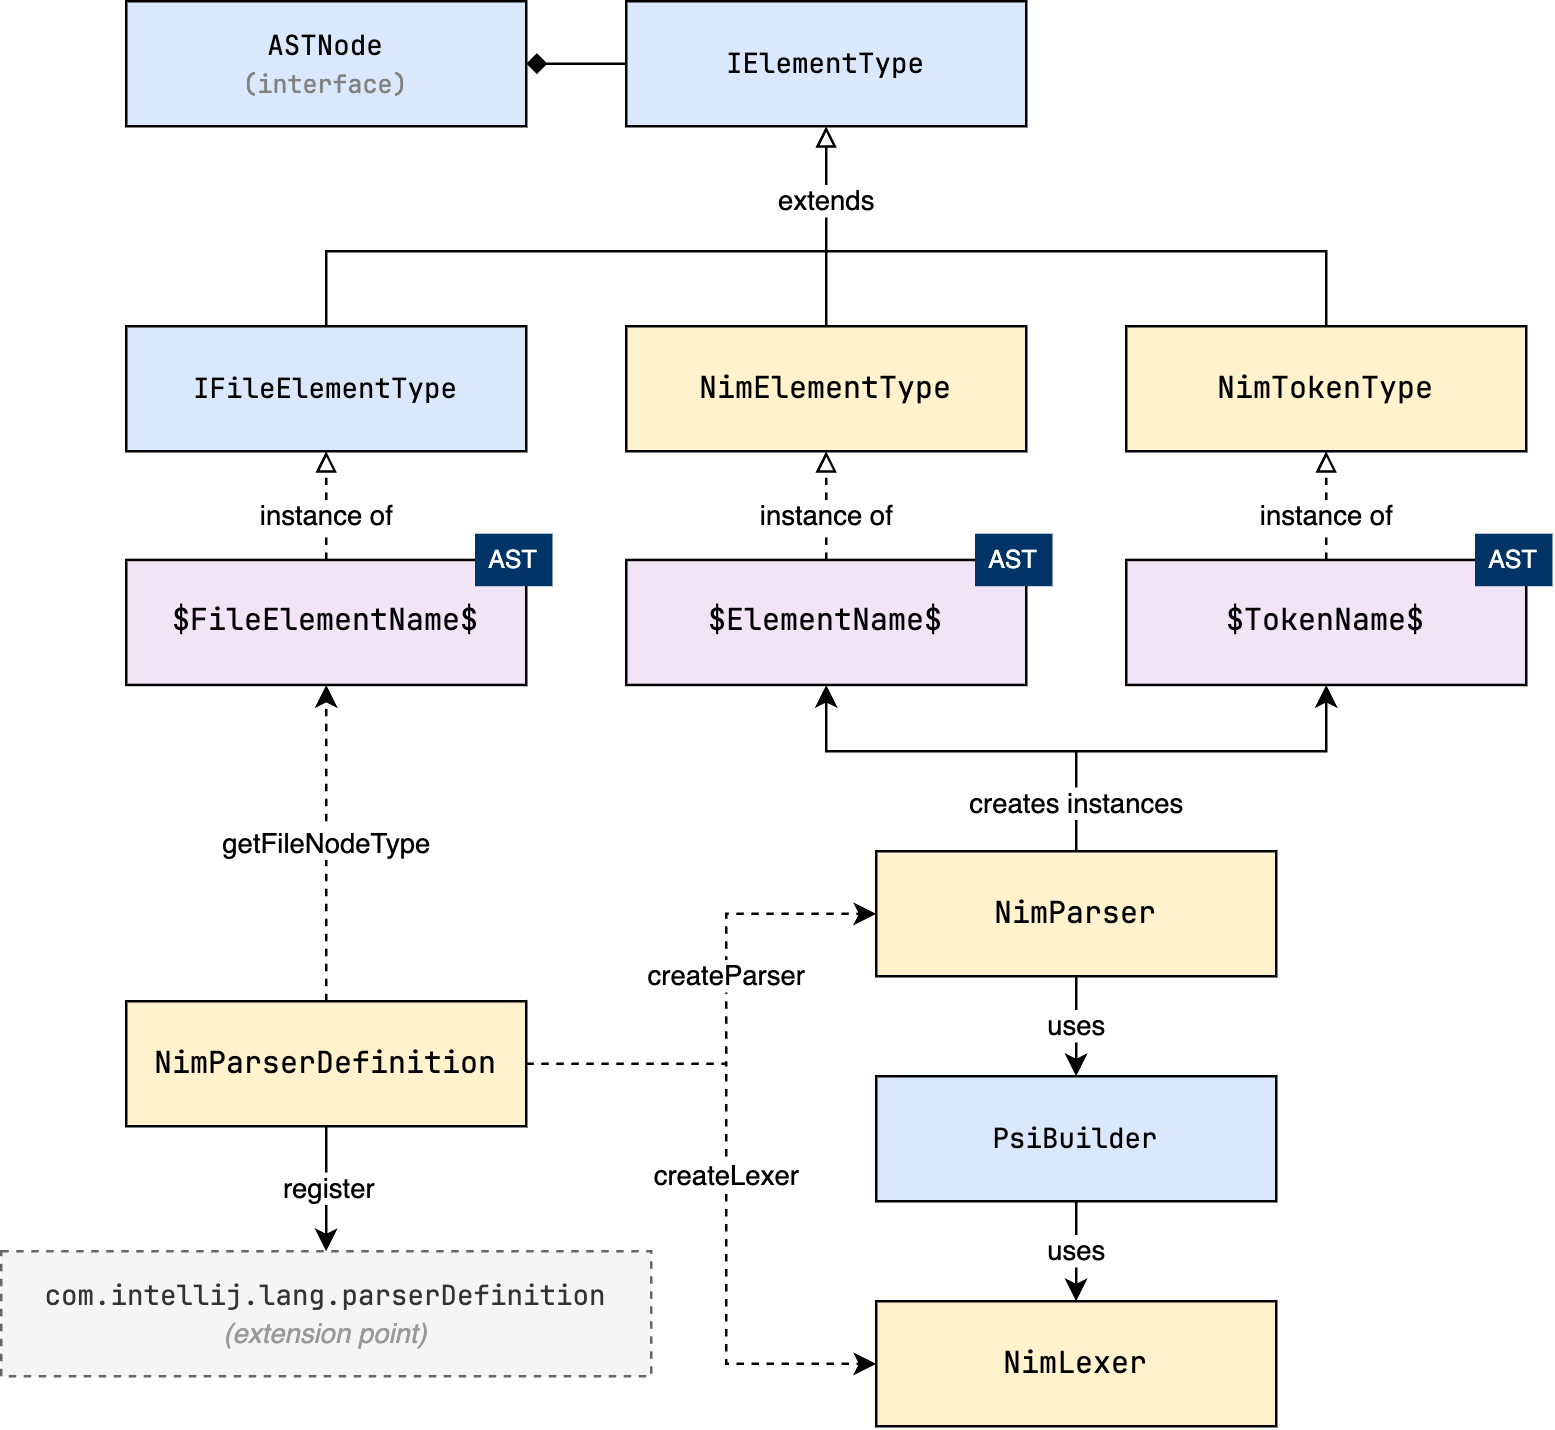 ASTNode
(interface)
IElementType
extends
IFileElementType
NimElementType
NimTokenType
instance of
instance of
instance of
AST
AST
AST
$FileElementName$
$ElementName$
$TokenName$
creates instances
getFileNodeType
NimParser
createParser
uses
NimParserDefinition
PsiBuilder
createLexer
register
uses
com.intellij.lang.parserDefinition
(extension point)
NimLexer